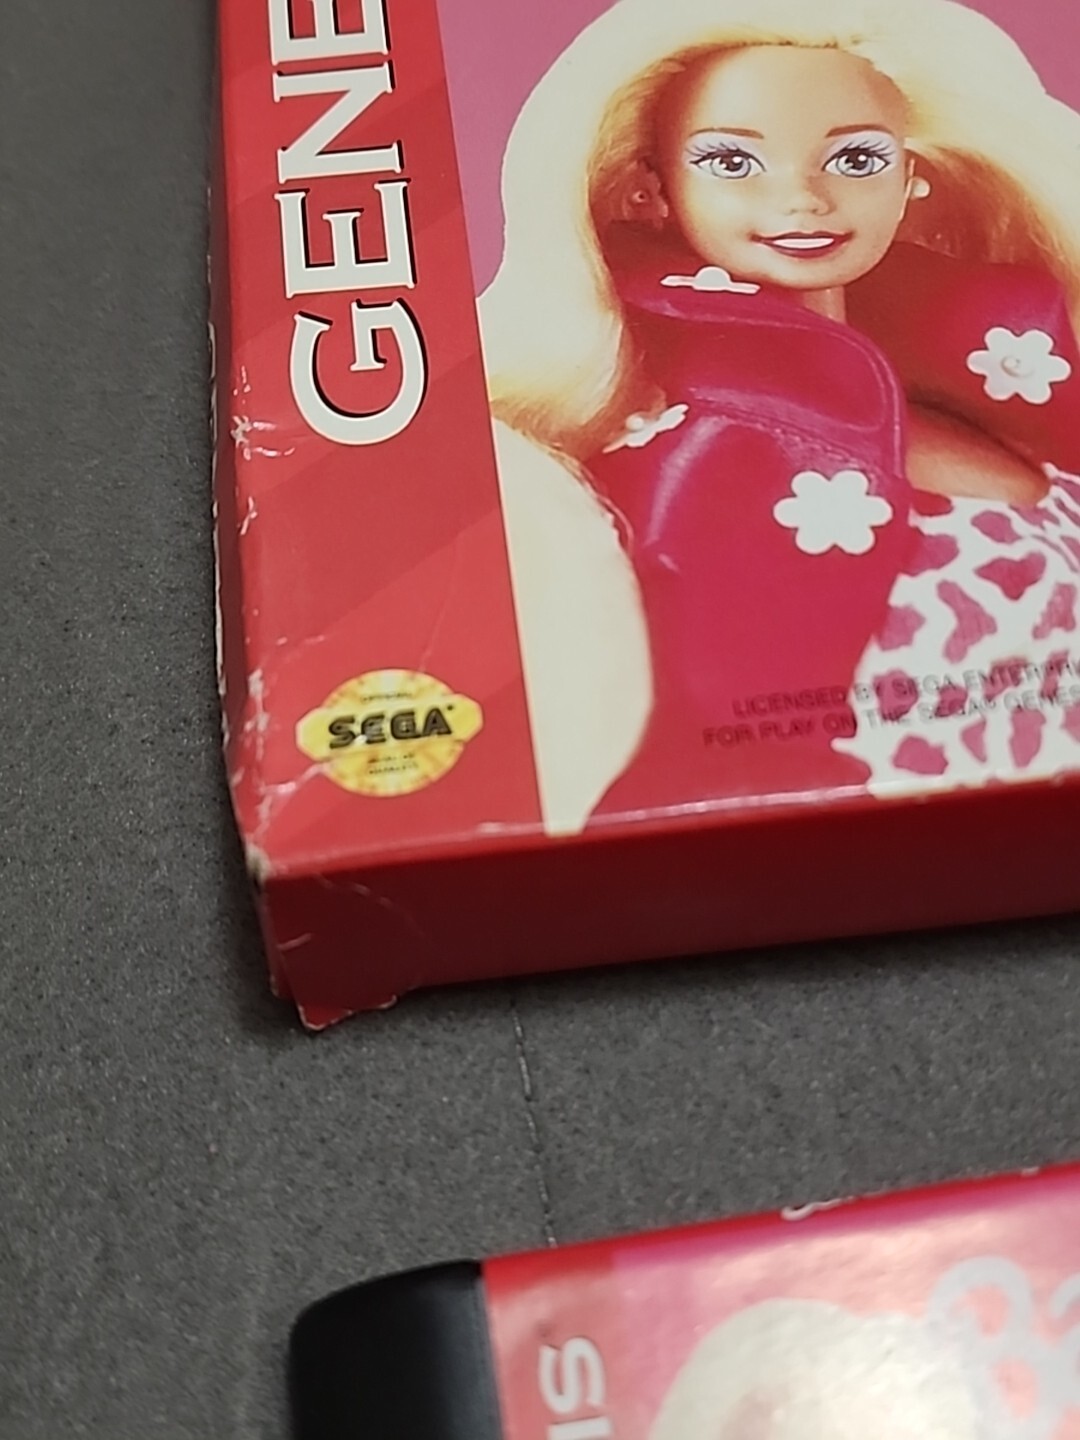 GENE
SEGA
LICENSED BY SEGA ENTERPRI
FOR PLAY ON THE SEGA® GENES
SIS